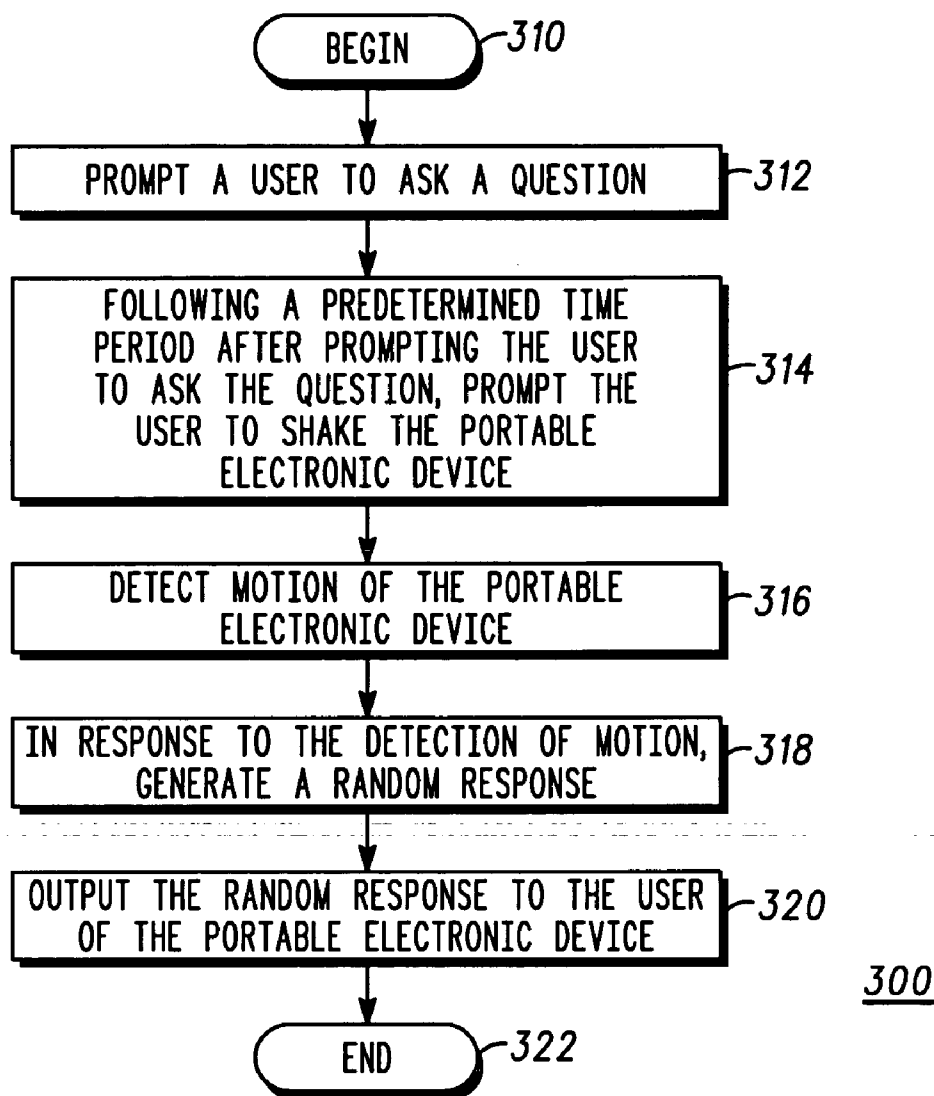 BEGIN
310
PROMPT A USER TO ASK A QUESTION
312
FOLLOWING A PREDETERMINED TIME
PERIOD AFTER PROMPTING THE USER
TO ASK THE QUESTION, PROMPT THE
USER TO SHAKE THE PORTABLE
ELECTRONIC DEVICE
314
DETECT MOTION OF THE PORTABLE
ELECTRONIC DEVICE
316
IN RESPONSE TO THE DETECTION OF MOTION,
GENERATE A RANDOM RESPONSE
318
OUTPUT THE RANDOM RESPONSE TO THE USER
OF THE PORTABLE ELECTRONIC DEVICE
320
300
END
322